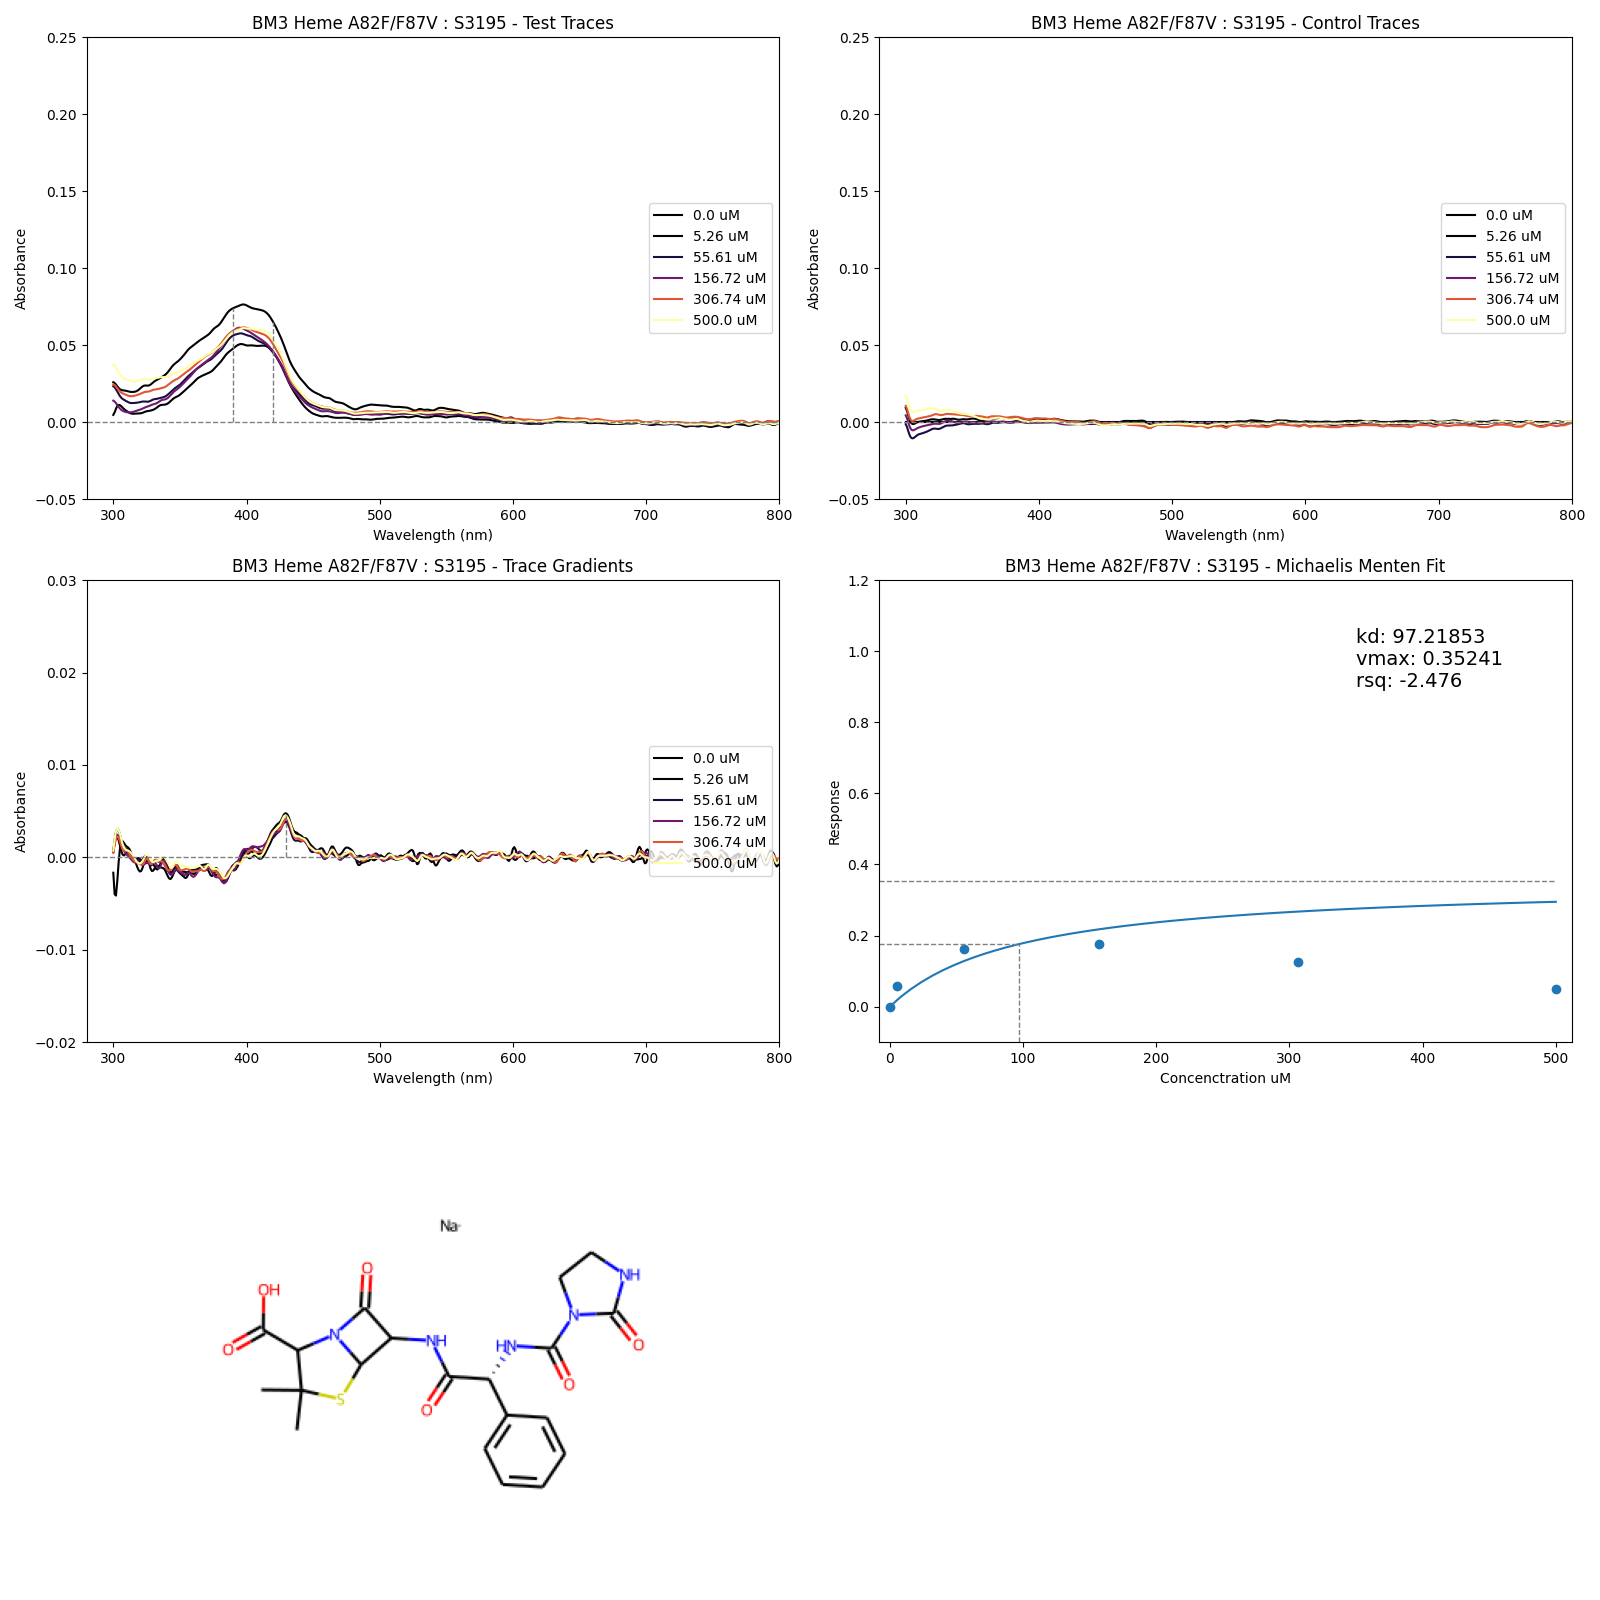 BM3 Heme A82F/F87V : S3195 - Test Traces
0.25
0.20
0.15
0.10
0.05
0.00
−0.05
Absorbance
300
400
500
600
700
800
Wavelength (nm)
0.0 uM
5.26 uM
55.61 uM
156.72 uM
306.74 uM
500.0 uM
BM3 Heme A82F/F87V : S3195 - Control Traces
0.25
0.20
0.15
0.10
0.05
0.00
−0.05
Absorbance
300
400
500
600
700
800
Wavelength (nm)
0.0 uM
5.26 uM
55.61 uM
156.72 uM
306.74 uM
500.0 uM
BM3 Heme A82F/F87V : S3195 - Trace Gradients
0.03
0.02
0.01
0.00
−0.01
−0.02
Absorbance
300
400
500
600
700
800
Wavelength (nm)
0.0 uM
5.26 uM
55.61 uM
156.72 uM
306.74 uM
500.0 uM
BM3 Heme A82F/F87V : S3195 - Michaelis Menten Fit
1.2
1.0
0.8
0.6
0.4
0.2
0.0
Response
kd: 97.21853
vmax: 0.35241
rsq: -2.476
0
100
200
300
400
500
Concenctration uM
Na
O
OH
NH
N
N
NH
HN
O
O
O
S
O
O